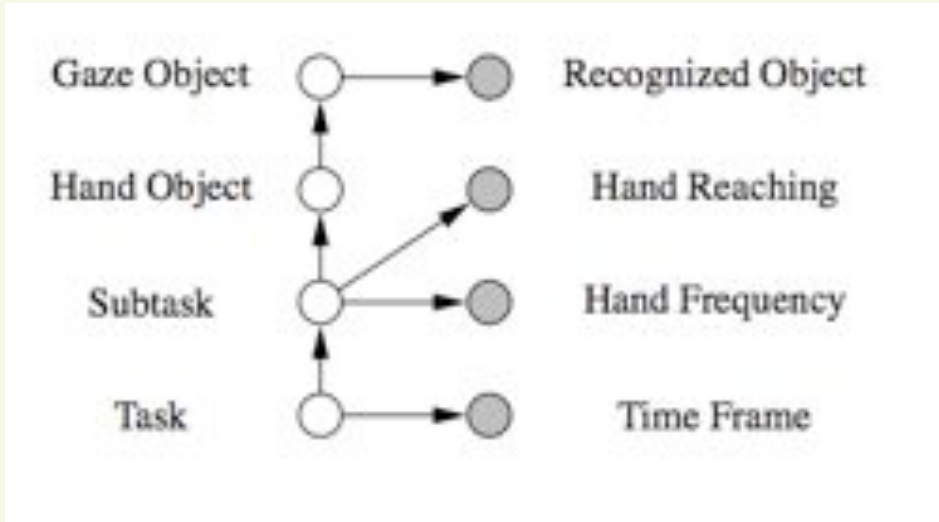 Gaze Object Recognized Object
Hand Object Hand Reaching
Subtask Hand Frequency
Task Time Frame